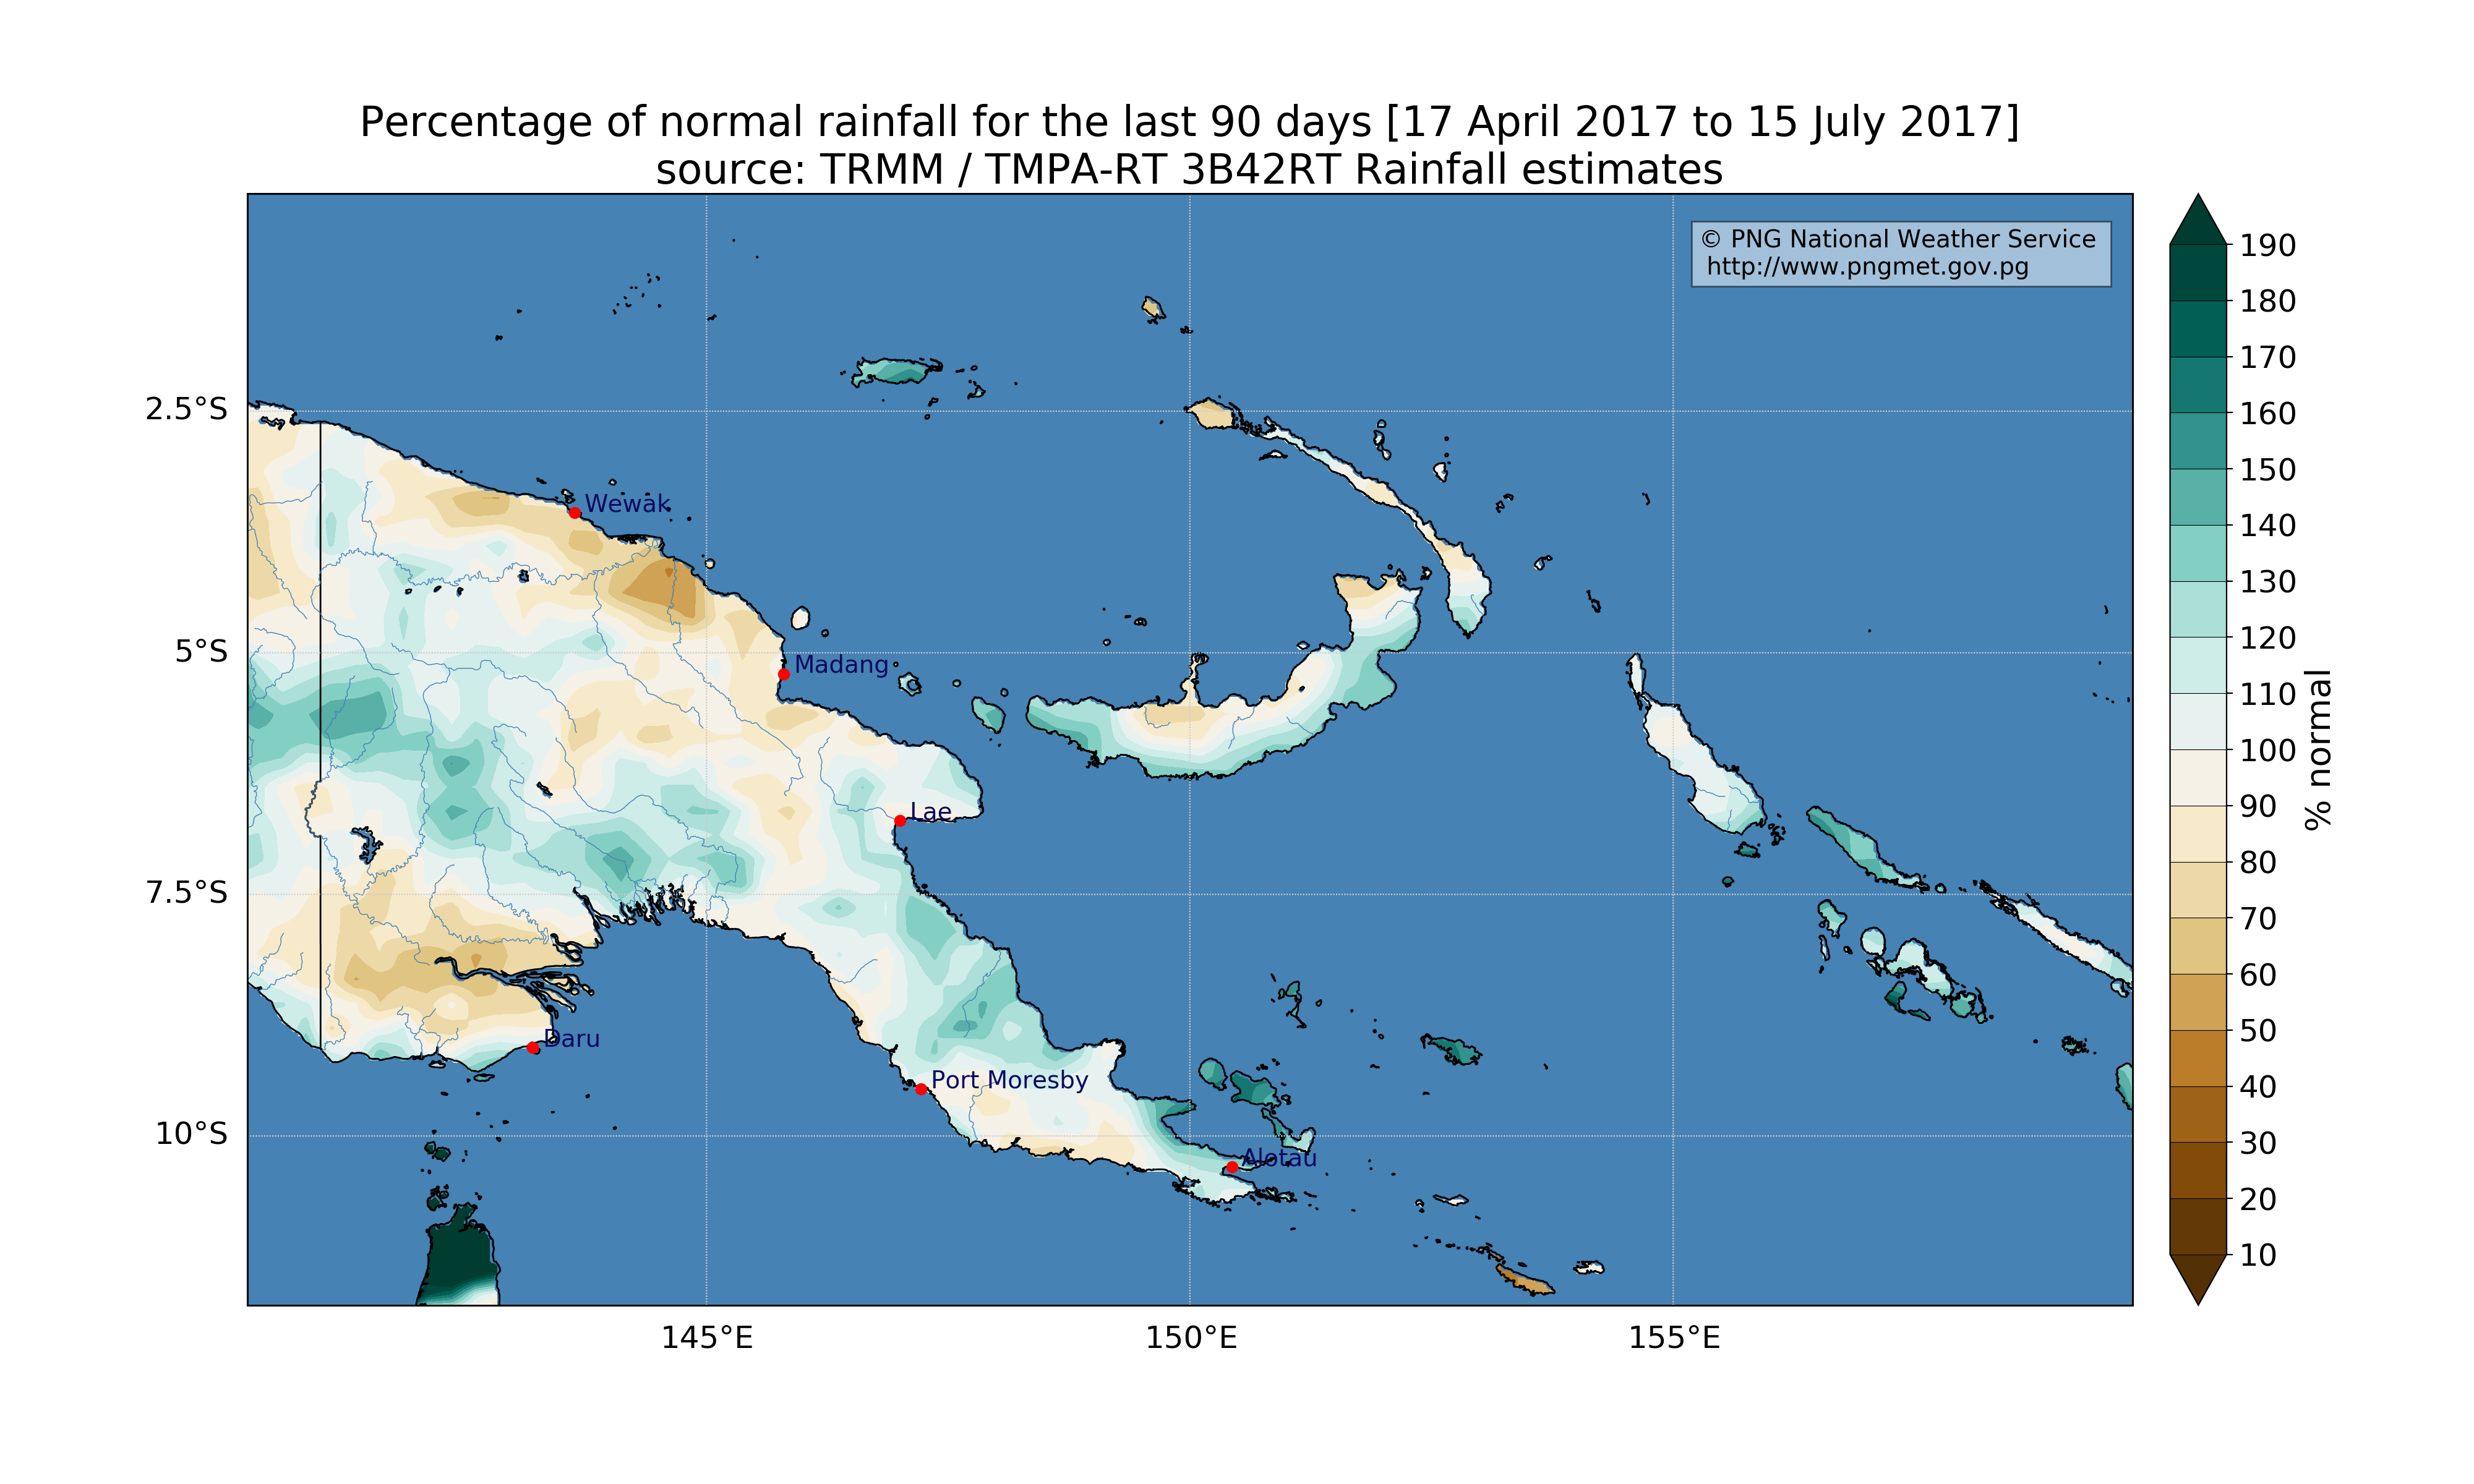 Percentage of normal rainfall for the last 90 days [17 April 2017 to 15 July 2017]
source: TRMM / TMPA-RT 3B42RT Rainfall estimates
© PNG National Weather Service
http://www.pngmet.gov.pg
2.5°S
5°S
7.5°S
10°S
Wewak
Madang
Lae
Daru
Port Moresby
Alotau
145°E
150°E
155°E
190
180
170
160
150
140
130
120
110
100
90
80
70
60
50
40
30
20
10
% normal